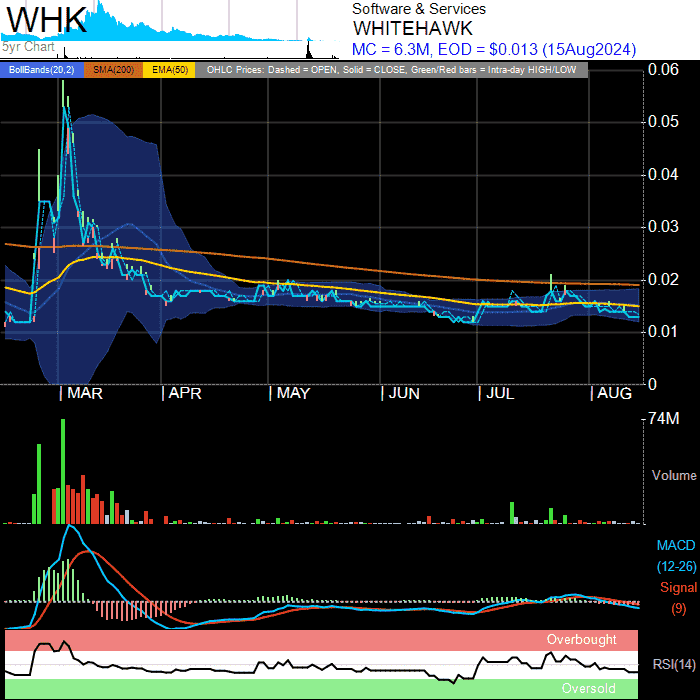 WHK
5yr Chart
Software & Services
WHITEHAWK
MC = 6.3M, EOD = $0.013 (15Aug2024)
BollBands(20,2) SMA(200) EMA(50) OHLC Prices: Dashed = OPEN, Solid = CLOSE, Green/Red bars = Intra-day HIGH/LOW
0.06
0.05
0.04
0.03
0.02
0.01
0
| MAR | APR | MAY | JUN | JUL | AUG
74M
Volume
MACD
(12-26)
Signal
(9)
Overbought
RSI(14)
Oversold